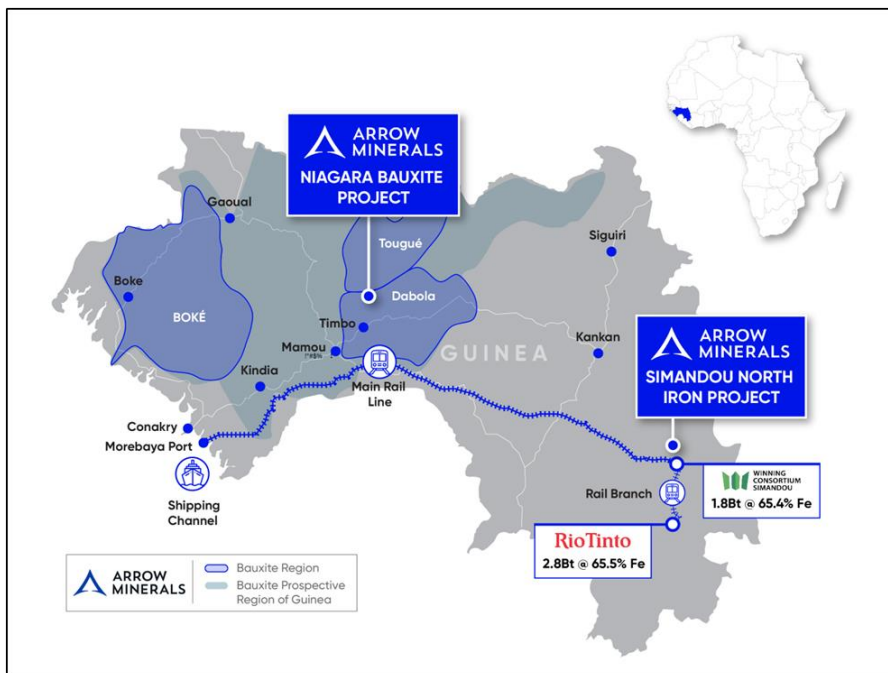 ARROW
MINERALS
NIAGARA BAUXITE
PROJECT
Gaoual
Tougué
Siguiri
Boke
BOKÉ
Dabola
Timbo
Mamou
Kankan
GUINEA
ARROW
MINERALS
SIMANDOU NORTH
IRON PROJECT
Kindia
Main Rail
Line
Conakry
Morebaya Port
Shipping
Channel
Rail Branch
WINNING
CONSORTIUM
SIMANDOU
1.8Bt @ 65.4% Fe
RioTinto
2.8Bt @ 65.5% Fe
ARROW
MINERALS
Bauxite Region
Bauxite Prospective
Region of Guinea